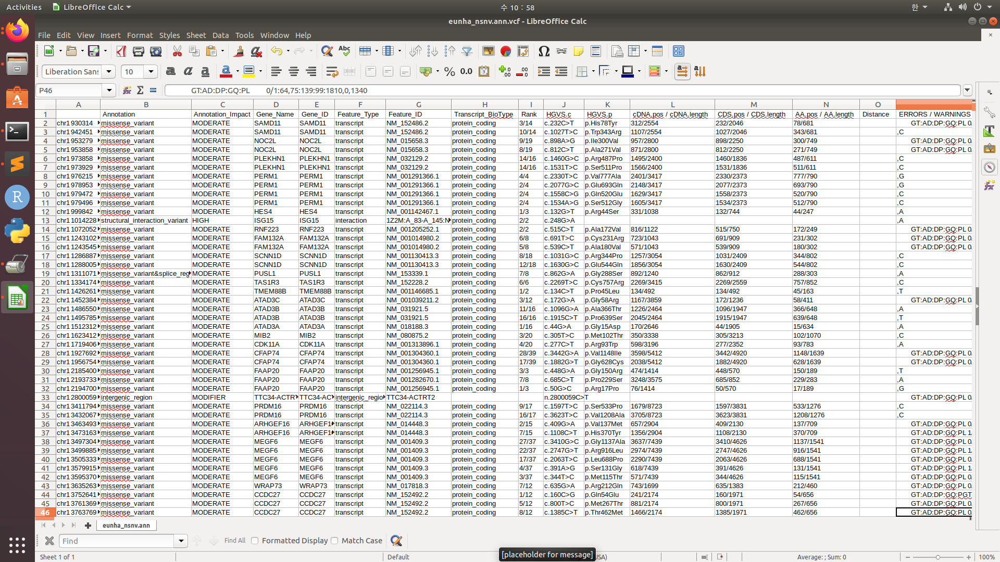 Activities LibreOffice Calc 수 10 : 58 한
eunha_nsnv.ann.vcf - LibreOffice Calc
File Edit View Insert Format Styles Sheet Data Tools Window Help
Liberation Sans 10
P46 GT:AD:DP:GQ:PL 0/1:64,75:139:99:1810,0,1340
A B C D E F G H I J K L M N O
1 Annotation Annotation_Impact Gene_Name Gene_ID Feature_Type Feature_ID Transcript_BioType Rank HGVS.c HGVS.p cDNA.pos / cDNA.length CDS.pos / CDS.length AA.pos / AA.length Distance ERRORS / WARNINGS
2 chr1 930314 missense_variant MODERATE SAMD11 SAMD11 transcript NM_152486.2 protein_coding 3/14 c.232C>T p.His78Tyr 312/2554 232/2046 78/681 GT:AD:DP:GQ:PL 0/
3 chr1 942451 missense_variant MODERATE SAMD11 SAMD11 transcript NM_152486.2 protein_coding 10/14 c.1027T>C p.Trp343Arg 1107/2554 1027/2046 343/681 ,C
4 chr1 953279 missense_variant MODERATE NOC2L NOC2L transcript NM_015658.3 protein_coding 9/19 c.898A>G p.Ile300Val 957/2800 898/2250 300/749 GT:AD:DP:GQ:PL 0/
5 chr1 953858 missense_variant MODERATE NOC2L NOC2L transcript NM_015658.3 protein_coding 8/19 c.812T>C p.Ala271Val 871/2800 812/2250 271/749 GT:AD:DP:GQ:PL 0/
6 chr1 973858 missense_variant MODERATE PLEKHN1 PLEKHN1 transcript NM_032129.2 protein_coding 14/16 c.1460G>C p.Arg487Pro 1495/2400 1460/1836 487/611 ,C
7 chr1 973929 missense_variant MODERATE PLEKHN1 PLEKHN1 transcript NM_032129.2 protein_coding 14/16 c.1531T>C p.Ser511Pro 1566/2400 1531/1836 511/611 ,C
8 chr1 976215 missense_variant MODERATE PERM1 PERM1 transcript NM_001291366.1 protein_coding 4/4 c.2330T>C p.Val777Ala 2401/3417 2330/2373 777/790 ,G
9 chr1 978953 missense_variant MODERATE PERM1 PERM1 transcript NM_001291366.1 protein_coding 2/4 c.2077G>C p.Glu693Gln 2148/3417 2077/2373 693/790 ,G
10 chr1 979472 missense_variant MODERATE PERM1 PERM1 transcript NM_001291366.1 protein_coding 2/4 c.1558C>G p.Gln520Glu 1629/3417 1558/2373 520/790 ,C
11 chr1 979496 missense_variant MODERATE PERM1 PERM1 transcript NM_001291366.1 protein_coding 2/4 c.1534A>G p.Ser512Gly 1605/3417 1534/2373 512/790 ,C
12 chr1 999842 missense_variant MODERATE HES4 HES4 transcript NM_001142467.1 protein_coding 1/3 c.132G>T p.Arg44Ser 331/1038 132/744 44/247 ,A
13 chr1 1014228 structural_interaction_variant HIGH ISG15 ISG15 interaction 1Z2M:A_83-A_145:N protein_coding 2/2 c.248G>A ,A
14 chr1 1072052 missense_variant MODERATE RNF223 RNF223 transcript NM_001205252.1 protein_coding 2/2 c.515C>T p.Ala172Val 816/1122 515/750 172/249 GT:AD:DP:GQ:PL 0/
15 chr1 1243102 missense_variant MODERATE FAM132A FAM132A transcript NM_001014980.2 protein_coding 6/8 c.691T>C p.Cys231Arg 723/1043 691/909 231/302 GT:AD:DP:GQ:PL 0/
16 chr1 1243545 missense_variant MODERATE FAM132A FAM132A transcript NM_001014980.2 protein_coding 5/8 c.539C>T p.Ala180Val 571/1043 539/909 180/302 GT:AD:DP:GQ:PL 0/
17 chr1 1286887 missense_variant MODERATE SCNN1D SCNN1D transcript NM_001130413.3 protein_coding 8/18 c.1031G>C p.Arg344Pro 1257/3054 1031/2409 344/802 ,C
18 chr1 1288005 missense_variant MODERATE SCNN1D SCNN1D transcript NM_001130413.3 protein_coding 12/18 c.1630G>C p.Glu544Gln 1856/3054 1630/2409 544/802 ,C
19 chr1 1311071 missense_variant&splice_reg MODERATE PUSL1 PUSL1 transcript NM_153339.1 protein_coding 7/8 c.862G>A p.Gly288Ser 892/1240 862/912 288/303 ,A
20 chr1 1334174 missense_variant MODERATE TAS1R3 TAS1R3 transcript NM_152228.2 protein_coding 6/6 c.2269T>C p.Cys757Arg 2269/3415 2269/2559 757/852 ,C
21 chr1 1426261 missense_variant MODERATE TMEM88B TMEM88B transcript NM_001146685.1 protein_coding 1/2 c.134C>T p.Pro45Leu 134/492 134/492 45/163 ,T
22 chr1 1452384 missense_variant MODERATE ATAD3C ATAD3C transcript NM_001039211.2 protein_coding 3/12 c.172G>A p.Gly58Arg 1167/3859 172/1236 58/411 GT:AD:DP:GQ:PL 0/
23 chr1 1486550 missense_variant MODERATE ATAD3B ATAD3B transcript NM_031921.5 protein_coding 11/16 c.1096G>A p.Ala366Thr 1226/2464 1096/1947 366/648 ,A
24 chr1 1495785 missense_variant MODERATE ATAD3B ATAD3B transcript NM_031921.5 protein_coding 16/16 c.1915C>T p.Pro639Ser 2045/2464 1915/1947 639/648 ,T
25 chr1 1512312 missense_variant MODERATE ATAD3A ATAD3A transcript NM_018188.3 protein_coding 1/16 c.44G>A p.Gly15Asp 170/2646 44/1905 15/634 ,A
26 chr1 1623412 missense_variant MODERATE MIB2 MIB2 transcript NM_080875.2 protein_coding 3/20 c.305T>C p.Met102Thr 350/3338 305/3213 102/1070 ,C
27 chr1 1719406 missense_variant MODERATE CDK11A CDK11A transcript NM_001313896.1 protein_coding 4/20 c.277C>T p.Arg93Trp 598/3196 277/2352 93/783 ,A
28 chr1 1927692 missense_variant MODERATE CFAP74 CFAP74 transcript NM_001304360.1 protein_coding 28/39 c.3442G>A p.Val1148Ile 3598/5412 3442/4920 1148/1639 GT:AD:DP:GQ:PL 0/
29 chr1 1956754 missense_variant MODERATE CFAP74 CFAP74 transcript NM_001304360.1 protein_coding 17/39 c.1882G>T p.Gly628Cys 2038/5412 1882/4920 628/1639 GT:AD:DP:GQ:PL 0/
30 chr1 2185400 missense_variant MODERATE FAAP20 FAAP20 transcript NM_001256945.1 protein_coding 3/3 c.448G>A p.Gly150Arg 474/1414 448/570 150/189 ,T
31 chr1 2193733 missense_variant MODERATE FAAP20 FAAP20 transcript NM_001282670.1 protein_coding 7/8 c.685C>T p.Pro229Ser 3248/3575 685/852 229/283 ,A
32 chr1 2194700 missense_variant MODERATE FAAP20 FAAP20 transcript NM_001256945.1 protein_coding 1/3 c.50G>C p.Arg17Pro 76/1414 50/570 17/189 ,G
33 chr1 2800059 intergenic_region MODIFIER TTC34-ACTR TTC34-AC intergenic_regio TTC34-ACTRT2 n.2800059C>T GT:AD:DP:GQ:PL 0/
34 chr1 3411794 missense_variant MODERATE PRDM16 PRDM16 transcript NM_022114.3 protein_coding 9/17 c.1597T>C p.Ser533Pro 1679/8723 1597/3831 533/1276 ,C
35 chr1 3432067 missense_variant MODERATE PRDM16 PRDM16 transcript NM_022114.3 protein_coding 16/17 c.3623T>C p.Val1208Ala 3705/8723 3623/3831 1208/1276 ,C
36 chr1 3463493 missense_variant MODERATE ARHGEF16 ARHGEF1 transcript NM_014448.3 protein_coding 2/15 c.409G>A p.Val137Met 657/2904 409/2130 137/709 GT:AD:DP:GQ:PL 0/
37 chr1 3473163 missense_variant MODERATE ARHGEF16 ARHGEF1 transcript NM_014448.3 protein_coding 7/15 c.1108C>T p.His370Tyr 1356/2904 1108/2130 370/709 GT:AD:DP:GQ:PL 1/
38 chr1 3497304 missense_variant MODERATE MEGF6 MEGF6 transcript NM_001409.3 protein_coding 27/37 c.3410G>C p.Gly1137Ala 3637/7439 3410/4626 1137/1541 GT:AD:DP:GQ:PL 0/
39 chr1 3499885 missense_variant MODERATE MEGF6 MEGF6 transcript NM_001409.3 protein_coding 22/37 c.2747G>T p.Arg916Leu 2974/7439 2747/4626 916/1541 GT:AD:DP:GQ:PL 1/
40 chr1 3505333 missense_variant MODERATE MEGF6 MEGF6 transcript NM_001409.3 protein_coding 17/37 c.2063T>C p.Leu688Pro 2290/7439 2063/4626 688/1541 GT:AD:DP:GQ:PL 0/
41 chr1 3579915 missense_variant MODERATE MEGF6 MEGF6 transcript NM_001409.3 protein_coding 4/37 c.391A>G p.Ser131Gly 618/7439 391/4626 131/1541 GT:AD:DP:GQ:PL 1/
42 chr1 3595370 missense_variant MODERATE MEGF6 MEGF6 transcript NM_001409.3 protein_coding 3/37 c.344T>C p.Met115Thr 571/7439 344/4626 115/1541 GT:AD:DP:GQ:PL 0/
43 chr1 3635263 missense_variant MODERATE WRAP73 WRAP73 transcript NM_017818.3 protein_coding 7/12 c.635G>A p.Arg212Gln 743/1699 635/1383 212/460 GT:AD:DP:GQ:PL 0/
44 chr1 3752641 missense_variant MODERATE CCDC27 CCDC27 transcript NM_152492.2 protein_coding 1/12 c.160C>G p.Gln54Glu 241/2174 160/1971 54/656 GT:AD:DP:GQ:PGT
45 chr1 3761369 missense_variant MODERATE CCDC27 CCDC27 transcript NM_152492.2 protein_coding 5/12 c.800T>C p.Met267Thr 881/2174 800/1971 267/656 GT:AD:DP:GQ:PL 0/
46 chr1 3763769 missense_variant MODERATE CCDC27 CCDC27 transcript NM_152492.2 protein_coding 8/12 c.1385C>T p.Thr462Met 1466/2174 1385/1971 462/656 GT:AD:DP:GQ:PL 0/
eunha_nsnv.ann
Find Find All Formatted Display Match Case
Sheet 1 of 1 Default [placeholder for message] USA) Average: ; Sum: 0 100%